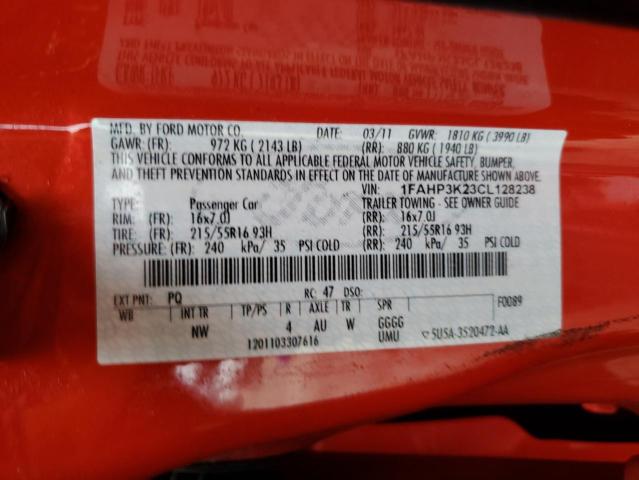 MFD. BY FORD MOTOR CO. DATE: 03/11 GVWR: 1810 KG (3990 LB)
GAWR: (FR): 972 KG (2143 LB) (RR): 880 KG (1940 LB)
THIS VEHICLE CONFORMS TO ALL APPLICABLE FEDERAL MOTOR VEHICLE SAFETY, BUMPER,
AND THEFT PREVENTION STANDARDS IN EFFECT ON THE
DATE OF MANUFACTURE SHOWN ABOVE. VIN: 1FAHP3K23CL128238
TYPE: Passenger Car TRAILER TOWING - SEE OWNER GUIDE
RIM: (FR): 16x7.0J (RR): 16x7.0J
TIRE: (FR): 215/55R16 93H (RR): 215/55R16 93H
PRESSURE: (FR): 240 kPa/ 35 PSI COLD (RR): 240 kPa/ 35 PSI COLD
EXT PNT: PQ RC: 47 DSO: F0089
WB INT TR TP/PS R AXLE TR SPR
NW 4 AU W GGGG
UMU
1201103307616 5U5A-3520472-AA